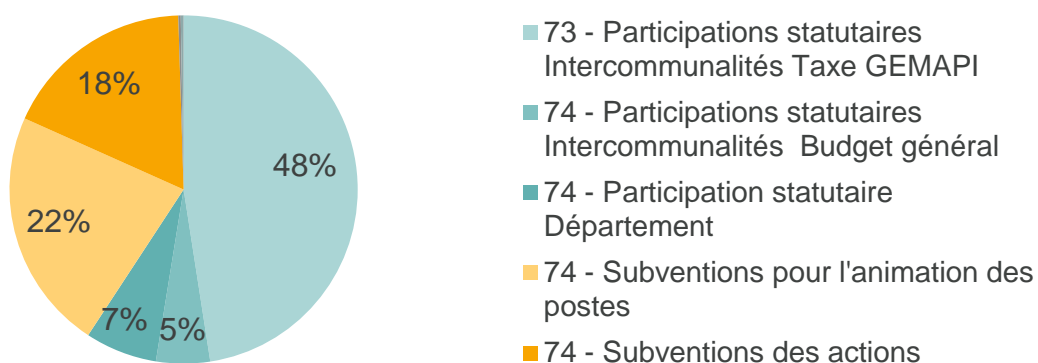 18%
48%
22%
7%
5%
73 - Participations statutaires
Intercommunalités Taxe GEMAPI
74 - Participations statutaires
Intercommunalités  Budget général
74 - Participation statutaire
Département
74 - Subventions pour l'animation des
postes
74 - Subventions des actions